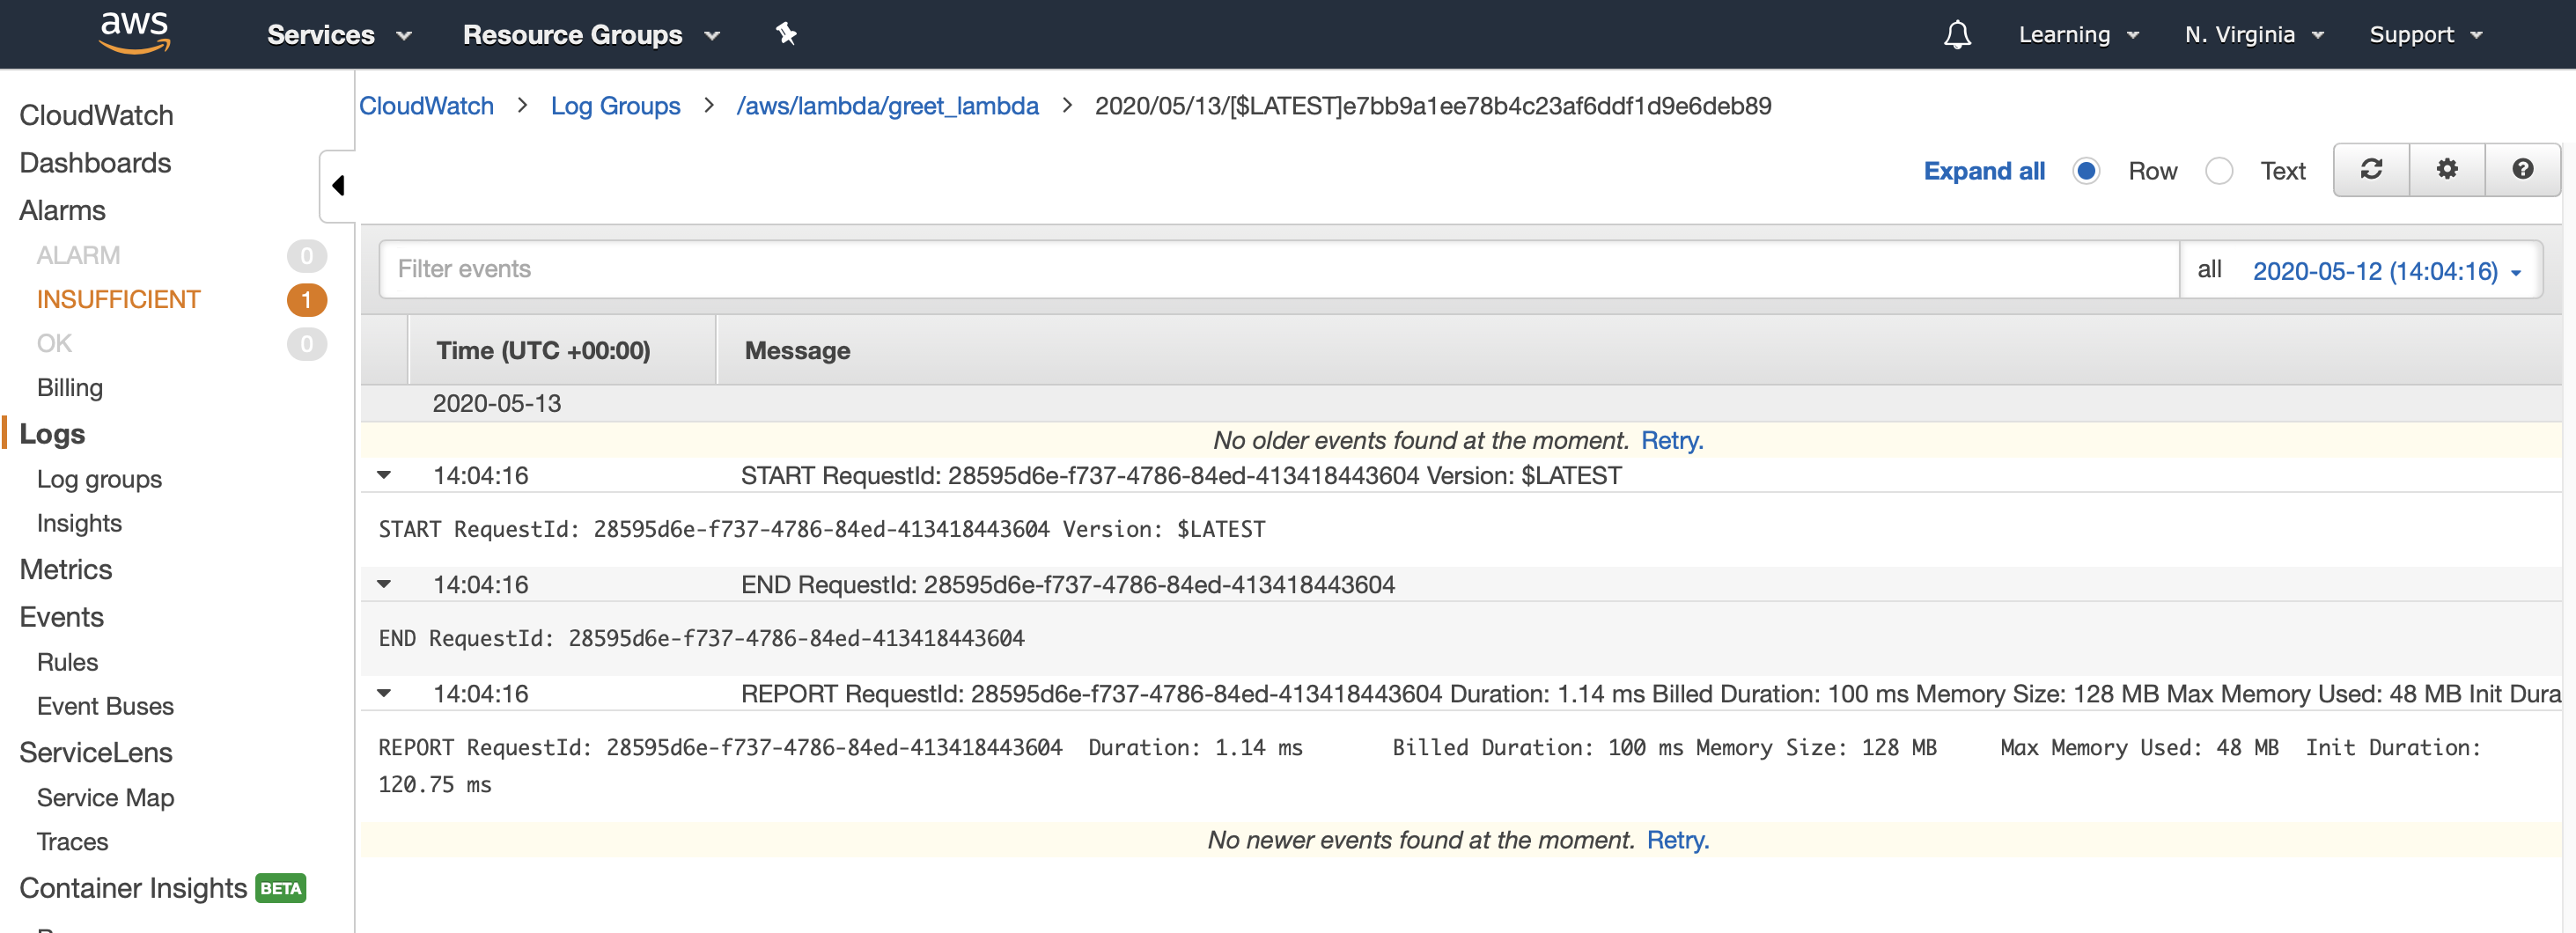 aws Services Resource Groups Learning N. Virginia Support
CloudWatch
Dashboards
Alarms
ALARM 0
INSUFFICIENT 1
OK 0
Billing
Logs
Log groups
Insights
Metrics
Events
Rules
Event Buses
ServiceLens
Service Map
Traces
Container Insights BETA
CloudWatch > Log Groups > /aws/lambda/greet_lambda > 2020/05/13/[$LATEST]e7bb9a1ee78b4c23af6ddf1d9e6deb89
Expand all Row Text
Filter events all 2020-05-12 (14:04:16)
Time (UTC +00:00) Message
2020-05-13
No older events found at the moment. Retry.
14:04:16 START RequestId: 28595d6e-f737-4786-84ed-413418443604 Version: $LATEST
START RequestId: 28595d6e-f737-4786-84ed-413418443604 Version: $LATEST
14:04:16 END RequestId: 28595d6e-f737-4786-84ed-413418443604
END RequestId: 28595d6e-f737-4786-84ed-413418443604
14:04:16 REPORT RequestId: 28595d6e-f737-4786-84ed-413418443604 Duration: 1.14 ms Billed Duration: 100 ms Memory Size: 128 MB Max Memory Used: 48 MB Init Dura
REPORT RequestId: 28595d6e-f737-4786-84ed-413418443604 Duration: 1.14 ms Billed Duration: 100 ms Memory Size: 128 MB Max Memory Used: 48 MB Init Duration:
120.75 ms
No newer events found at the moment. Retry.